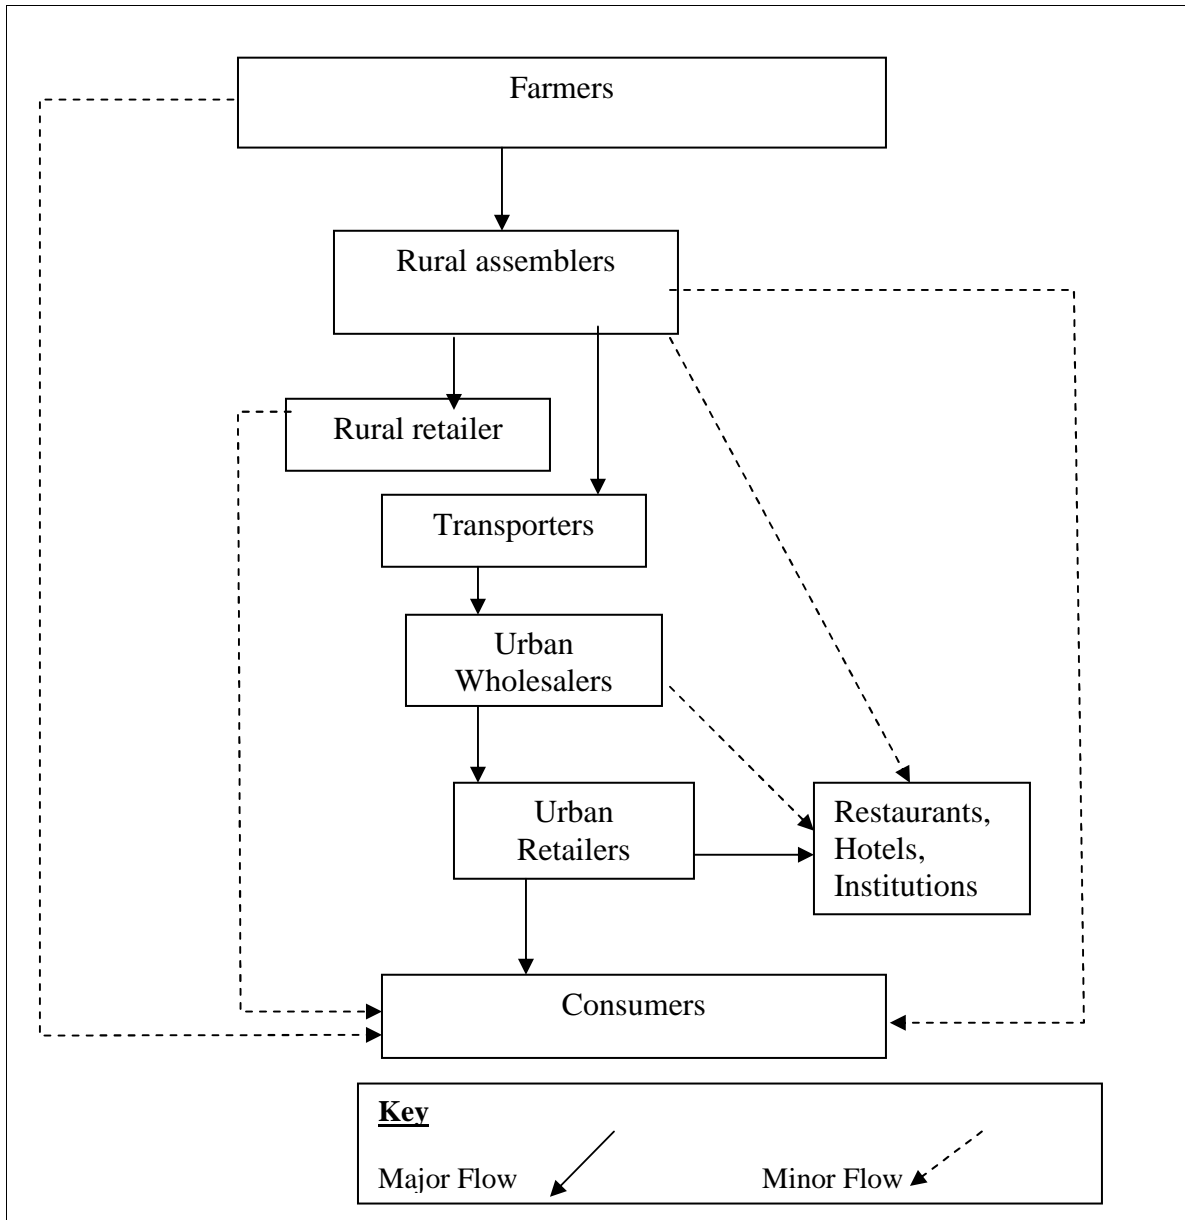 Farmers
Rural assemblers
Rural retailer
Transporters
Urban
Wholesalers
Urban
Retailers
Restaurants,
Hotels,
Institutions
Consumers
Key
Major Flow
Minor Flow